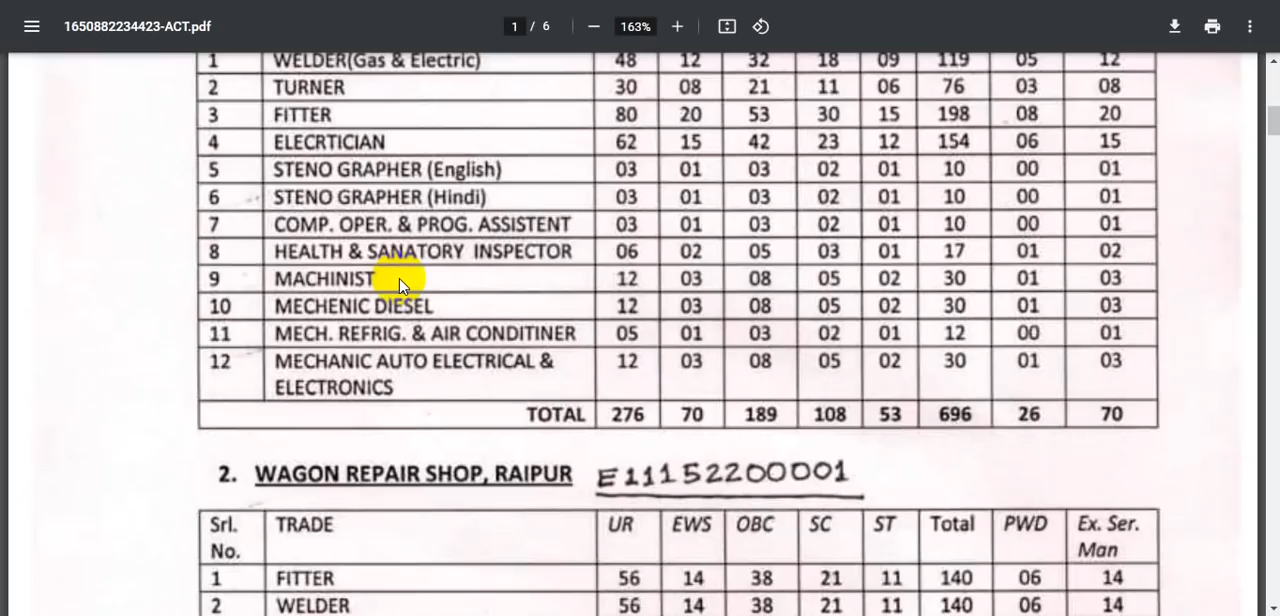 1650882234423-ACT.pdf 1 / 6 163%
1 WELDER(Gas & Electric) 48 12 32 18 09 119 05 12
2 TURNER 30 08 21 11 06 76 03 08
3 FITTER 80 20 53 30 15 198 08 20
4 ELECRTICIAN 62 15 42 23 12 154 06 15
5 STENO GRAPHER (English) 03 01 03 02 01 10 00 01
6 STENO GRAPHER (Hindi) 03 01 03 02 01 10 00 01
7 COMP. OPER. & PROG. ASSISTENT 03 01 03 02 01 10 00 01
8 HEALTH & SANATORY INSPECTOR 06 02 05 03 01 17 01 02
9 MACHINIST 12 03 08 05 02 30 01 03
10 MECHENIC DIESEL 12 03 08 05 02 30 01 03
11 MECH. REFRIG. & AIR CONDITINER 05 01 03 02 01 12 00 01
12 MECHANIC AUTO ELECTRICAL & 12 03 08 05 02 30 01 03
ELECTRONICS
TOTAL 276 70 189 108 53 696 26 70
2. WAGON REPAIR SHOP, RAIPUR E11152200001
Srl. TRADE UR EWS OBC SC ST Total PWD Ex. Ser.
No. Man
1 FITTER 56 14 38 21 11 140 06 14
2 WELDER 56 14 38 21 11 140 06 14